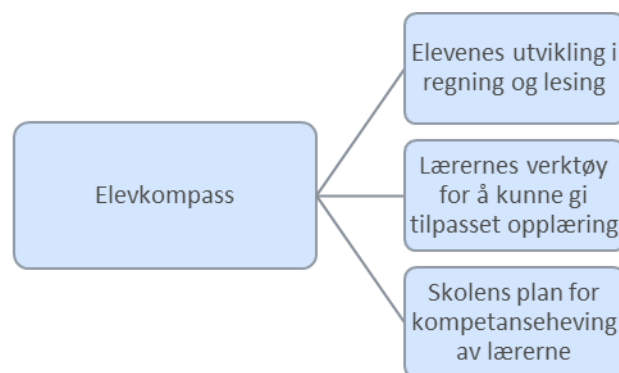 Elevkompass
Elevenes utvikling i
regning og lesing
Lærernes verktøy
for å kunne gi
tilpasset opplæring
Skolens plan for
kompetanseheving
av lærerne